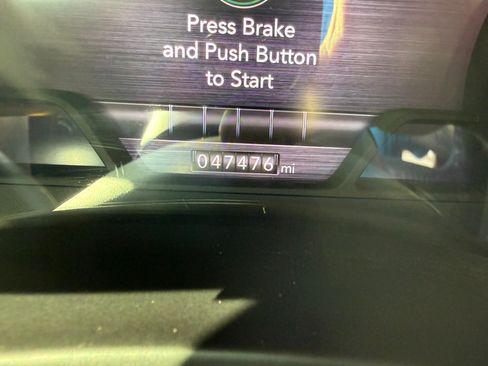 Press Brake
and Push Button
to Start
047476 mi